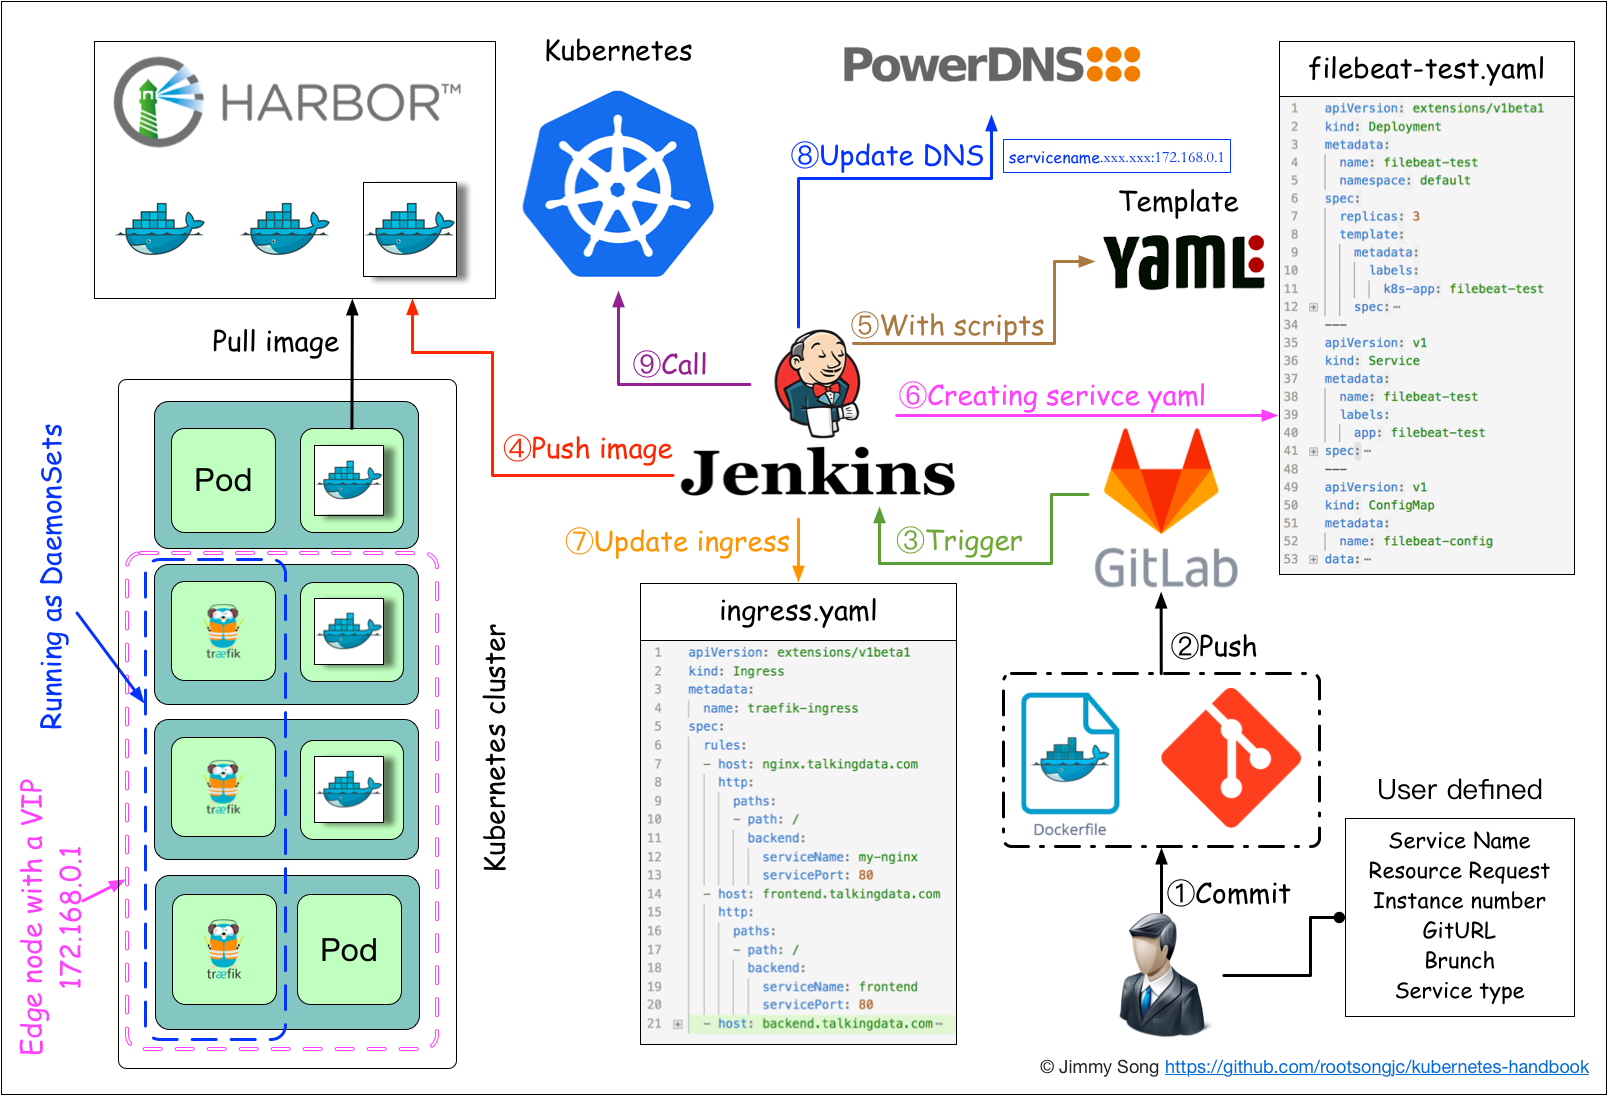 HARBOR™
Kubernetes
PowerDNS
⑧Update DNS
servicename.xxx.xxx:172.168.0.1
Template
YAML
⑤With scripts
Pull image
⑨Call
⑥Creating serivce yaml
④Push image
Jenkins
⑦Update ingress
③Trigger
GitLab
②Push
Dockerfile
①Commit
User defined
Service Name
Resource Request
Instance number
GitURL
Brunch
Service type
Running as DaemonSets
Edge node with a VIP
172.168.0.1
Kubernetes cluster
Pod
træfik
træfik
træfik
Pod
filebeat-test.yaml
1 apiVersion: extensions/v1beta1
2 kind: Deployment
3 metadata:
4 name: filebeat-test
5 namespace: default
6 spec:
7 replicas: 3
8 template:
9 metadata:
10 labels:
11 k8s-app: filebeat-test
12 spec:⋯
34 ---
35 apiVersion: v1
36 kind: Service
37 metadata:
38 name: filebeat-test
39 labels:
40 app: filebeat-test
41 spec:⋯
48 ---
49 apiVersion: v1
50 kind: ConfigMap
51 metadata:
52 name: filebeat-config
53 data:⋯
ingress.yaml
1 apiVersion: extensions/v1beta1
2 kind: Ingress
3 metadata:
4 name: traefik-ingress
5 spec:
6 rules:
7 - host: nginx.talkingdata.com
8 http:
9 paths:
10 - path: /
11 backend:
12 serviceName: my-nginx
13 servicePort: 80
14 - host: frontend.talkingdata.com
15 http:
16 paths:
17 - path: /
18 backend:
19 serviceName: frontend
20 servicePort: 80
21 - host: backend.talkingdata.com⋯
© Jimmy Song https://github.com/rootsongjc/kubernetes-handbook